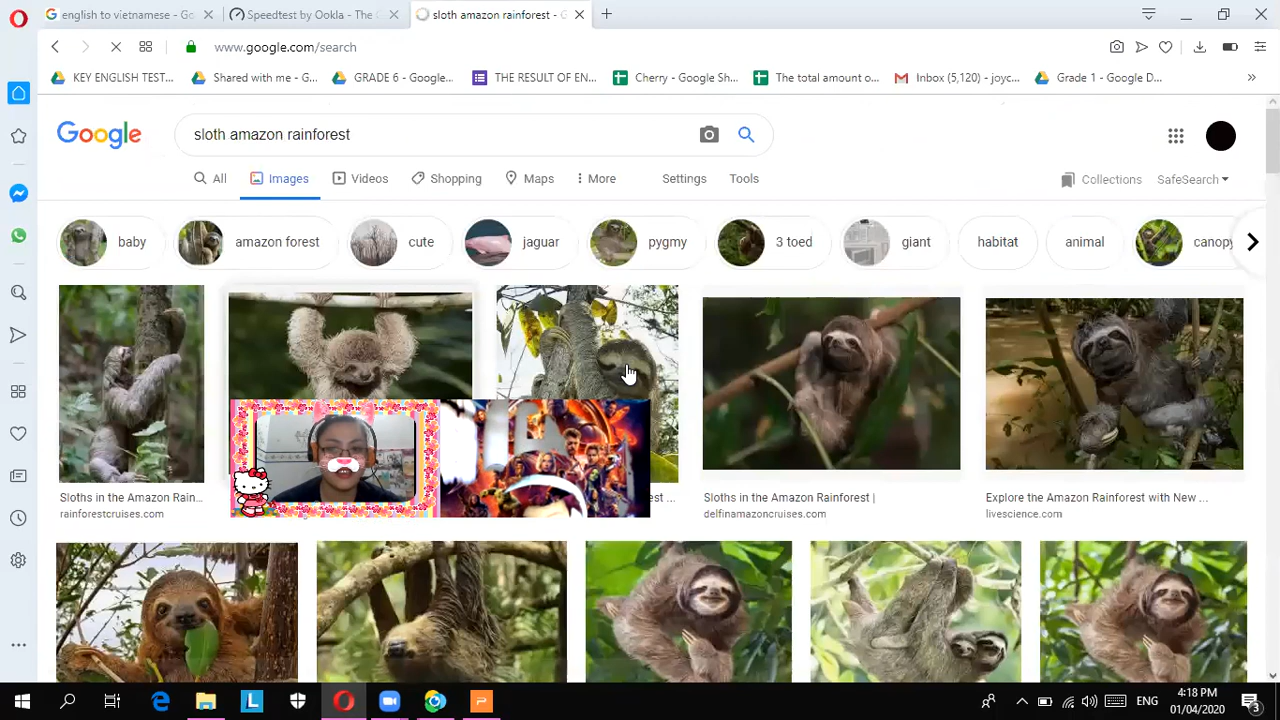 english to vietnamese - Go
Speedtest by Ookla - The G
sloth amazon rainforest - G
www.google.com/search
KEY ENGLISH TEST...
Shared with me - G...
GRADE 6 - Google...
THE RESULT OF EN...
Cherry - Google Sh...
The total amount o...
Inbox (5,120) - joyc...
Grade 1 - Google D...
Google
sloth amazon rainforest
All
Images
Videos
Shopping
Maps
More
Settings
Tools
Collections
SafeSearch
baby
amazon forest
cute
jaguar
pygmy
3 toed
giant
habitat
animal
canopy
Sloths in the Amazon Rain...
rainforestcruises.com
est ...
Sloths in the Amazon Rainforest |
delfinamazoncruises.com
Explore the Amazon Rainforest with New ...
livescience.com
ENG
4:18 PM
01/04/2020
3